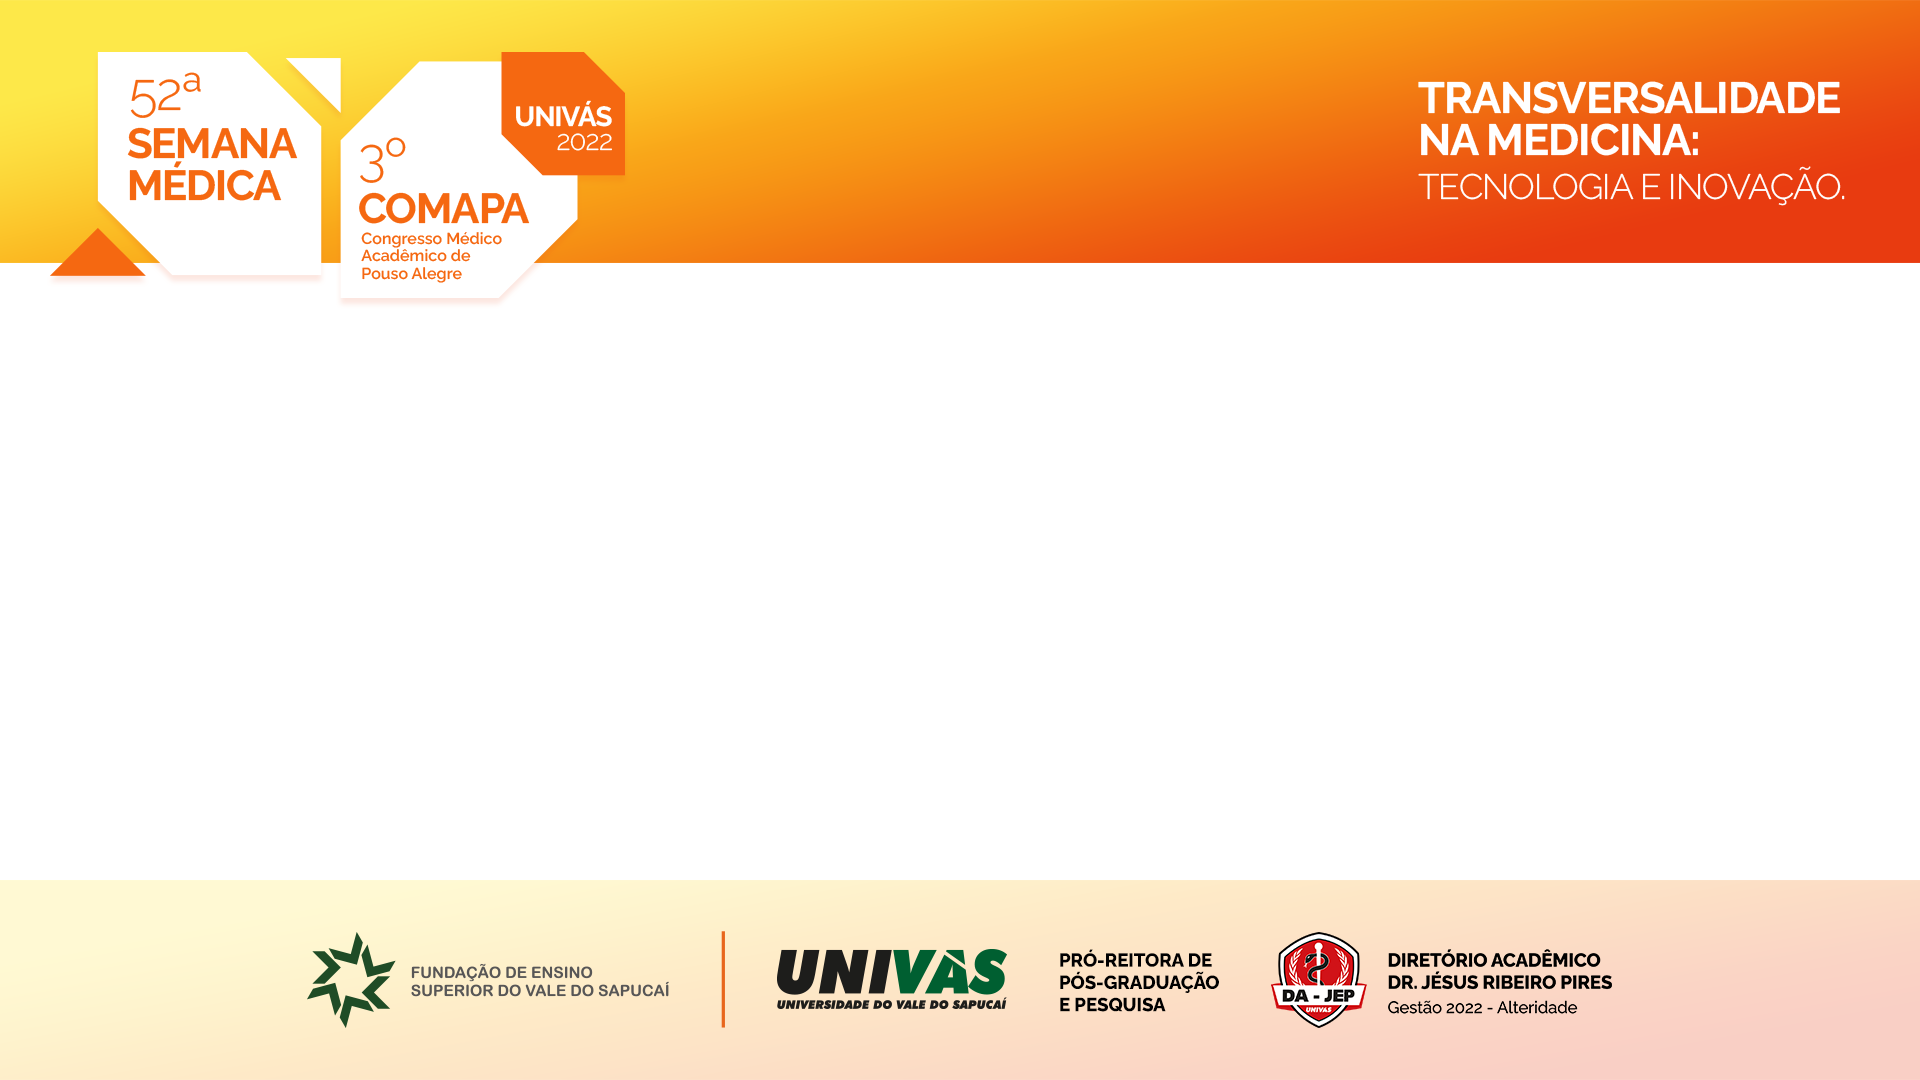 52ª
SEMANA
MÉDICA
3º
COMAPA
Congresso Médico
Acadêmico de
Pouso Alegre
UNIVÁS
2022
TRANSVERSALIDADE
NA MEDICINA:
TECNOLOGIA E INOVAÇÃO.
FUNDAÇÃO DE ENSINO
SUPERIOR DO VALE DO SAPUCAÍ
UNIVÁS
UNIVERSIDADE DO VALE DO SAPUCAÍ
PRÓ-REITORA DE
PÓS-GRADUAÇÃO
E PESQUISA
DA - JEP
UNIVÁS
DIRETÓRIO ACADÊMICO
DR. JÉSUS RIBEIRO PIRES
Gestão 2022 - Alteridade